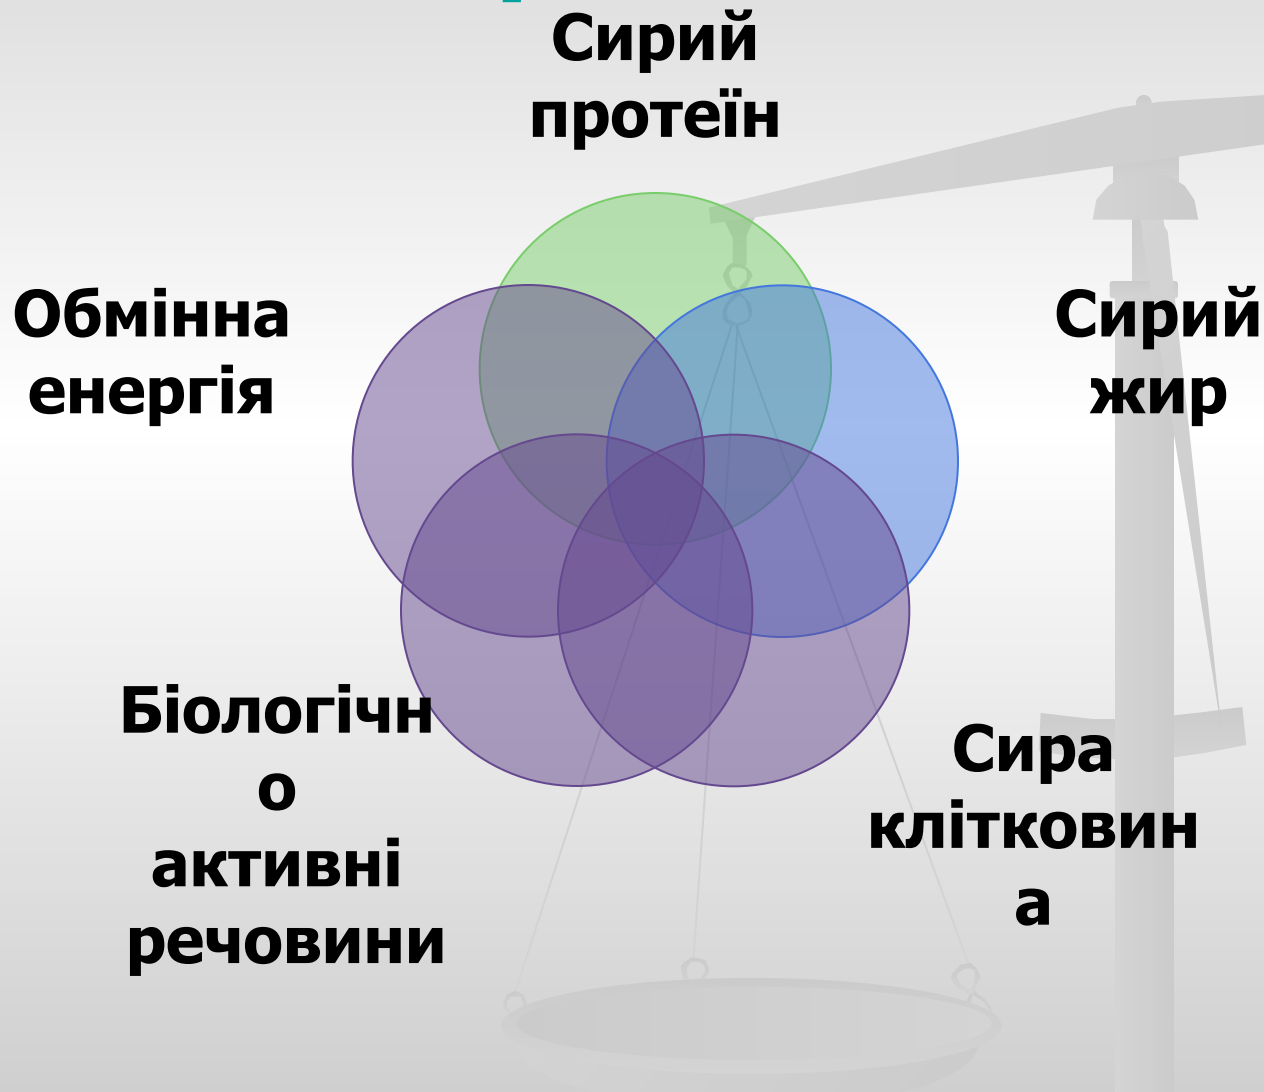 Сирий
протеїн
Обмінна
енергія
Сирий
жир
Біологічн
о
активні
речовини
Сира
клітковин
а